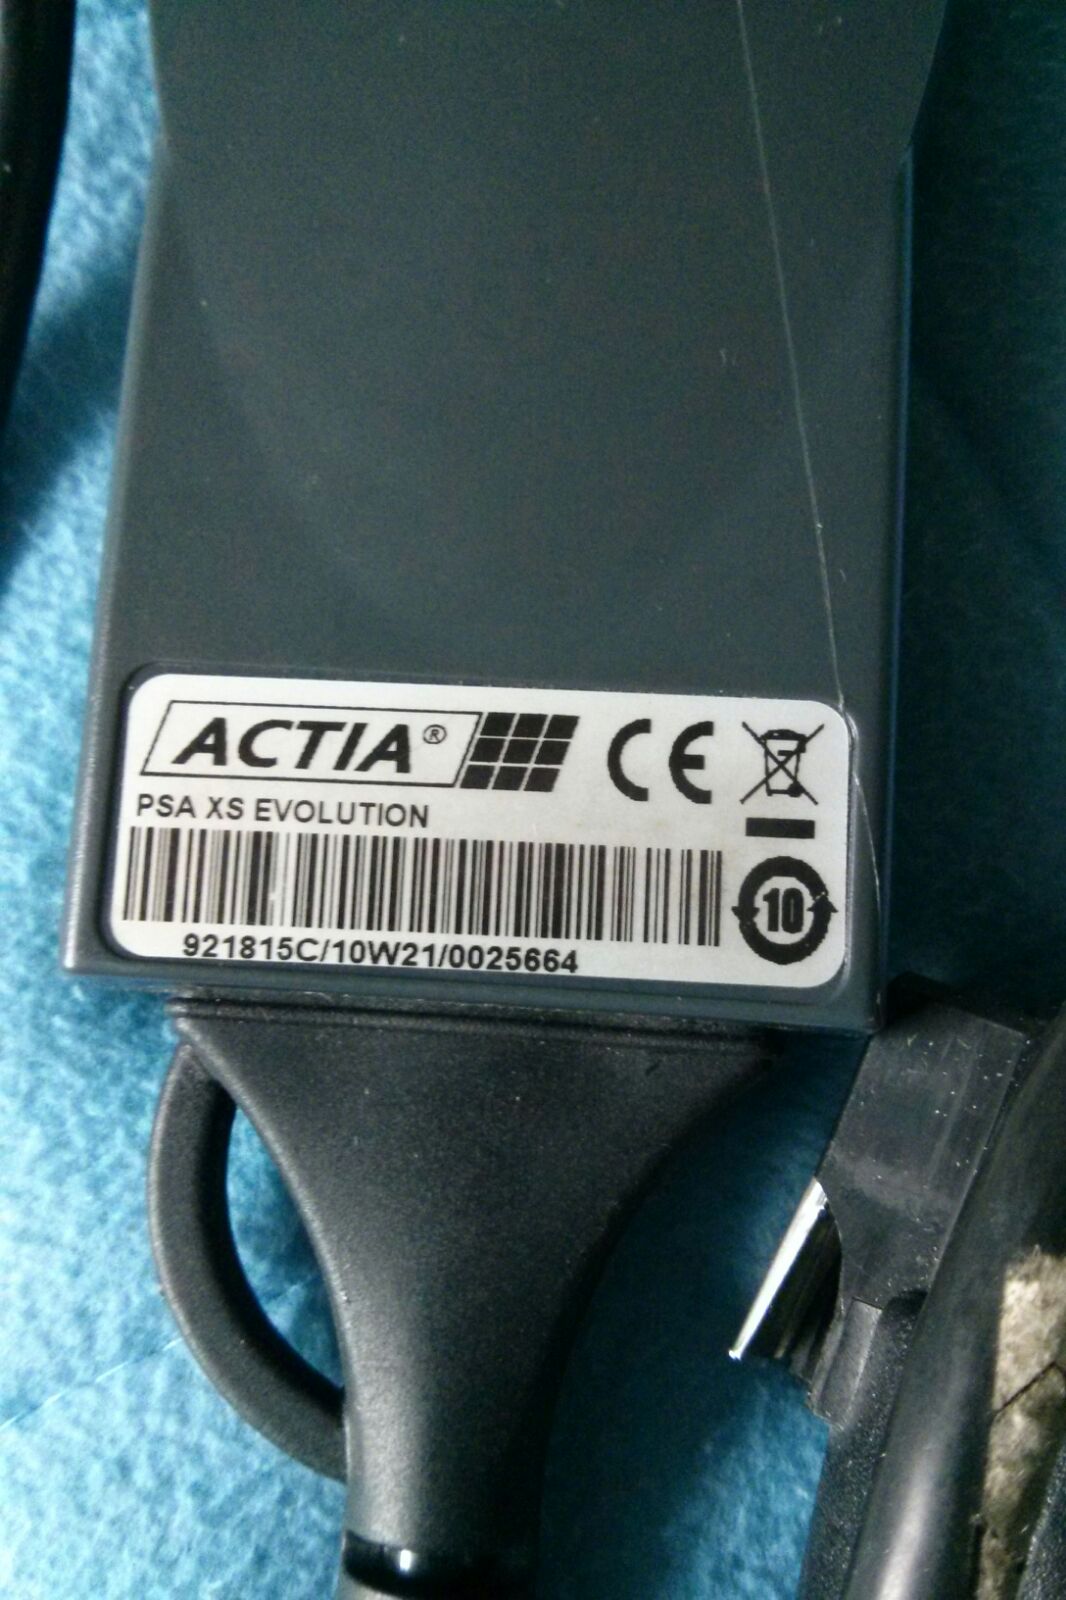 ACTIA® CE
PSA XS EVOLUTION
10
921815C/10W21/0025664